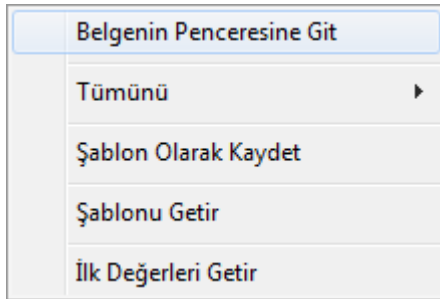 Belgenin Penceresine Git
Tümünü
Şablon Olarak Kaydet
Şablonu Getir
İlk Değerleri Getir